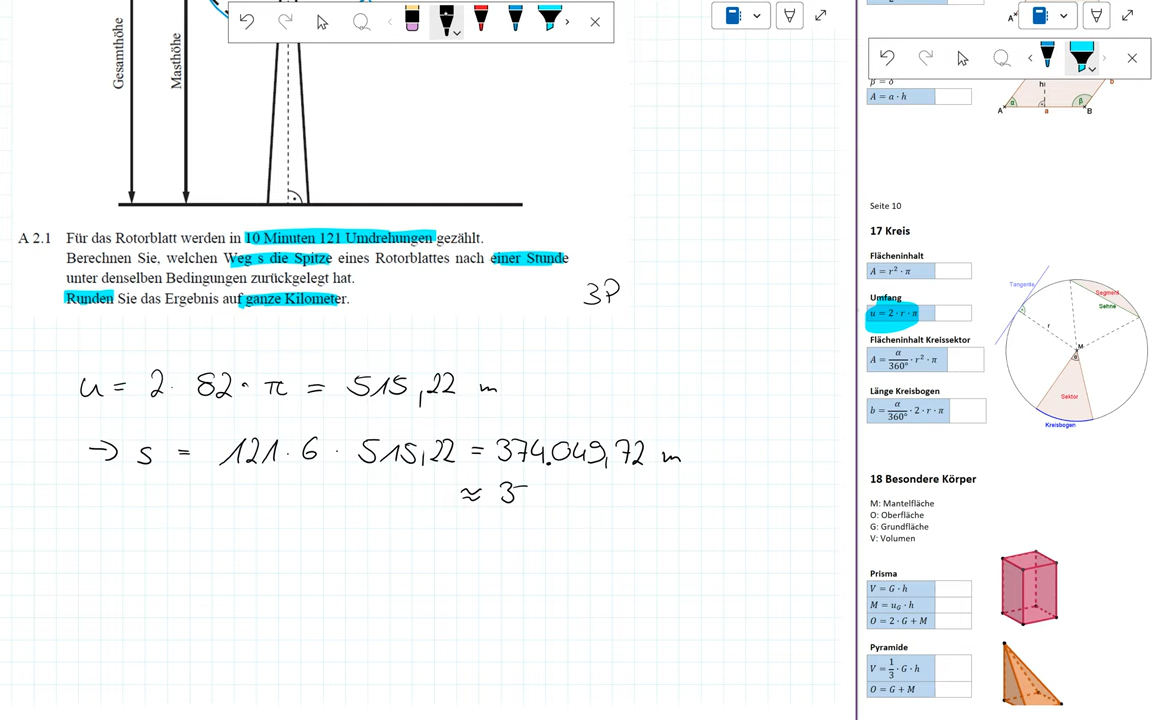 Gesamthöhe
Masthöhe
A 2.1 Für das Rotorblatt werden in 10 Minuten 121 Umdrehungen gezählt.
Berechnen Sie, welchen Weg s die Spitze eines Rotorblattes nach einer Stunde
unter denselben Bedingungen zurückgelegt hat.
Runden Sie das Ergebnis auf ganze Kilometer.
3P
u = 2 · 82 · π = 515,22 m
→ s = 121 · 6 · 515,22 = 374.049,72 m
≈ 3
A
β = δ
A = a · h
h
b
α
β
A
a
B
Seite 10
17 Kreis
Flächeninhalt
A = r² · π
Umfang
u = 2 · r · π
Flächeninhalt Kreissektor
A = α/360° · r² · π
Länge Kreisbogen
b = α/360° · 2 · r · π
Tangente
Segment
Sehne
r
M
α
Sektor
Kreisbogen
18 Besondere Körper
M: Mantelfläche
O: Oberfläche
G: Grundfläche
V: Volumen
Prisma
V = G · h
M = u_G · h
O = 2 · G + M
Pyramide
V = 1/3 · G · h
O = G + M